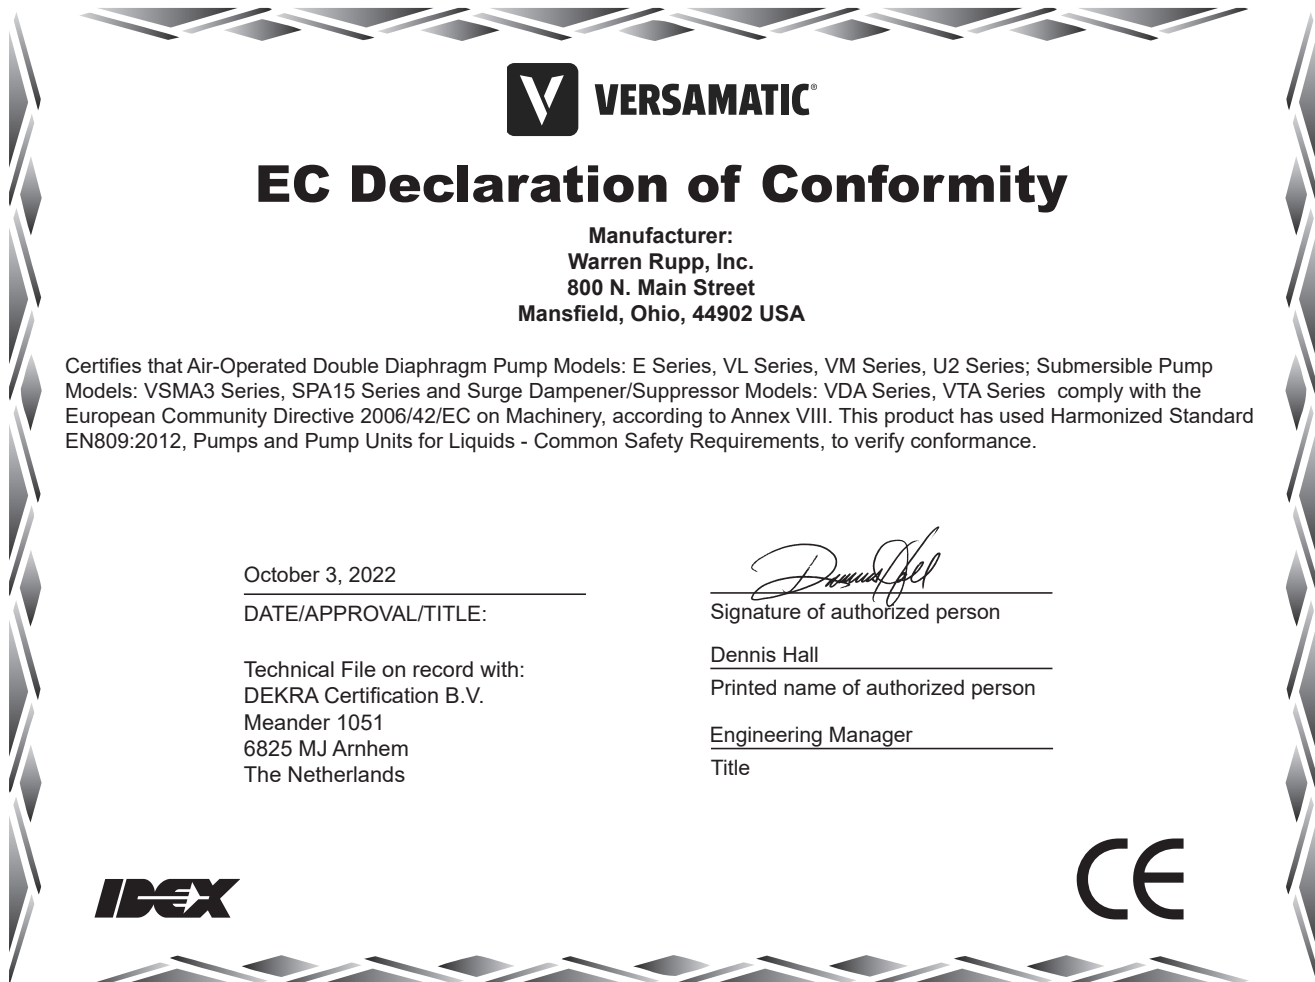 VERSAMATIC®
EC Declaration of Conformity
Manufacturer:
Warren Rupp, Inc.
800 N. Main Street
Mansfield, Ohio, 44902 USA
Certifies that Air-Operated Double Diaphragm Pump Models: E Series, VL Series, VM Series, U2 Series; Submersible Pump
Models: VSMA3 Series, SPA15 Series and Surge Dampener/Suppressor Models: VDA Series, VTA Series  comply with the
European Community Directive 2006/42/EC on Machinery, according to Annex VIII. This product has used Harmonized Standard
EN809:2012, Pumps and Pump Units for Liquids - Common Safety Requirements, to verify conformance.
October 3, 2022
DATE/APPROVAL/TITLE:
Technical File on record with:
DEKRA Certification B.V.
Meander 1051
6825 MJ Arnhem
The Netherlands
Dennis Hall
Signature of authorized person
Dennis Hall
Printed name of authorized person
Engineering Manager
Title
IDEX
CE